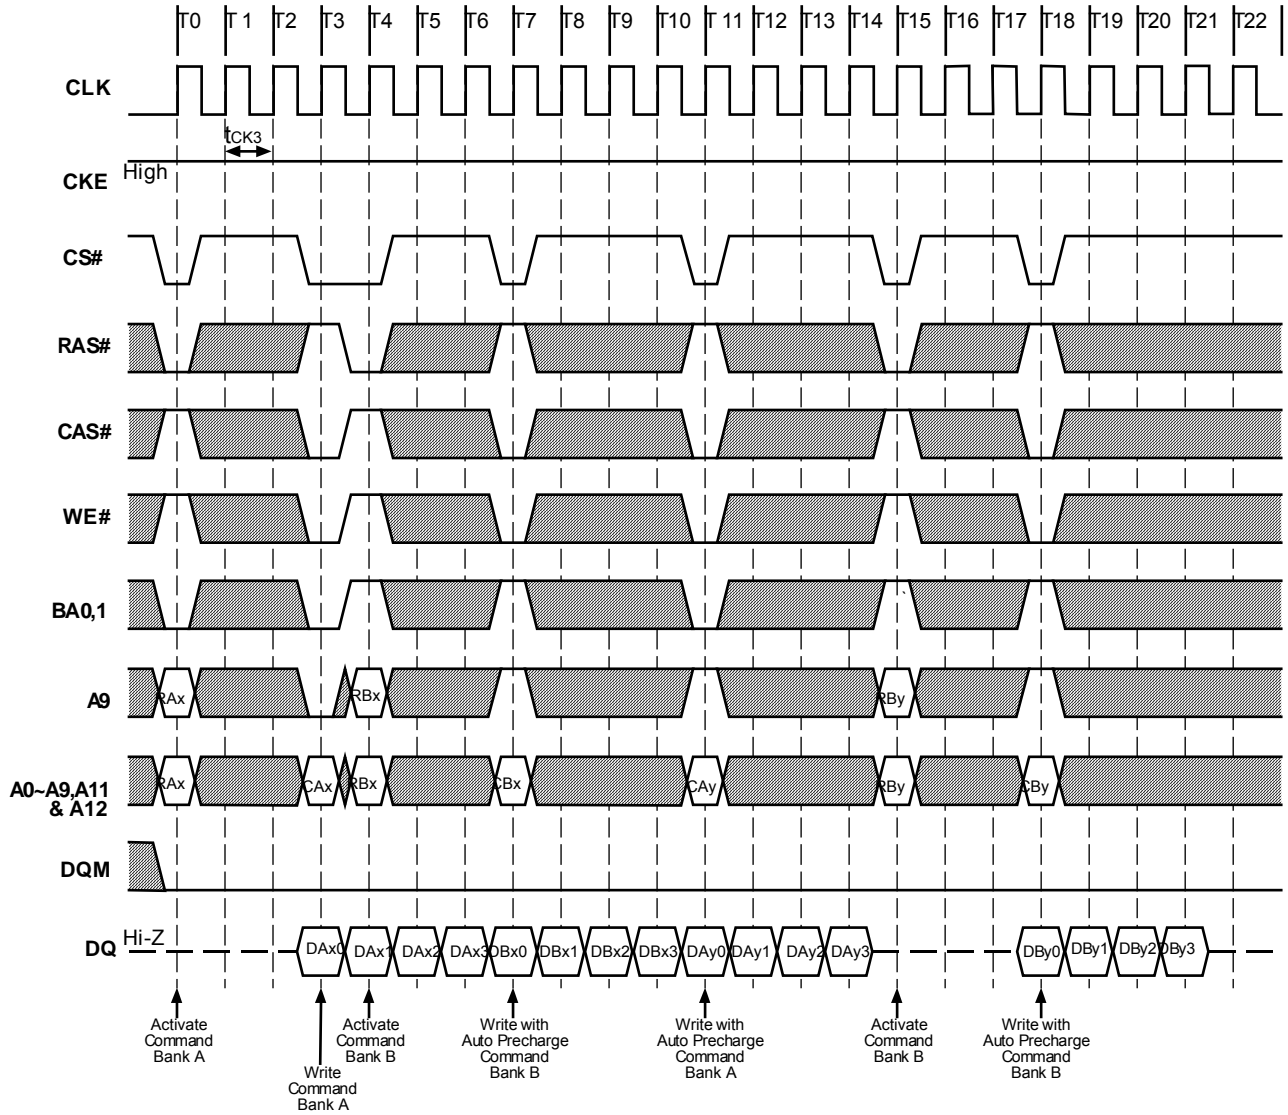 T0 T1 T2 T3 T4 T5 T6 T7 T8 T9 T10 T 11 T12 T13 T14 T15 T16 T17 T18 T19 T20 T21 T22
CLK
tCK3
High
CKE
CS#
RAS#
CAS#
WE#
BA0,1
A9
RAx RBx RBy
A0~A9,A11
& A12
RAx CAx RBx CBx CAy RBy CBy
DQM
DQ
Hi-Z
DAx0 DAx1 DAx2 DAx3 DBx0 DBx1 DBx2 DBx3 DAy0 DAy1 DAy2 DAy3 DBy0 DBy1 DBy2 DBy3
Activate
Command
Bank A
Write
Command
Bank A
Activate
Command
Bank B
Write with
Auto Precharge
Command
Bank B
Write with
Auto Precharge
Command
Bank A
Activate
Command
Bank B
Write with
Auto Precharge
Command
Bank B